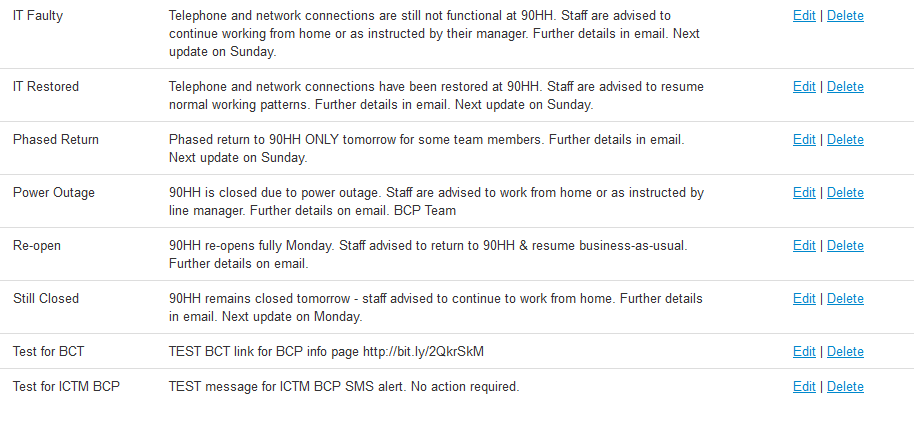 IT Faulty Telephone and network connections are still not functional at 90HH. Staff are advised to Edit | Delete
continue working from home or as instructed by their manager. Further details in email. Next
update on Sunday.
IT Restored Telephone and network connections have been restored at 90HH. Staff are advised to resume Edit | Delete
normal working patterns. Further details in email. Next update on Sunday.
Phased Return Phased return to 90HH ONLY tomorrow for some team members. Further details in email. Edit | Delete
Next update on Sunday.
Power Outage 90HH is closed due to power outage. Staff are advised to work from home or as instructed by Edit | Delete
line manager. Further details on email. BCP Team
Re-open 90HH re-opens fully Monday. Staff advised to return to 90HH & resume business-as-usual. Edit | Delete
Further details on email.
Still Closed 90HH remains closed tomorrow - staff advised to continue to work from home. Further details Edit | Delete
in email. Next update on Monday.
Test for BCT TEST BCT link for BCP info page http://bit.ly/2QkrSkM Edit | Delete
Test for ICTM BCP TEST message for ICTM BCP SMS alert. No action required. Edit | Delete